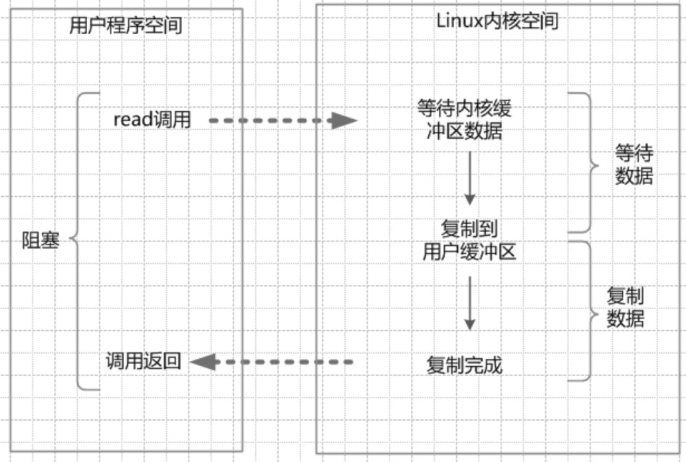 用户程序空间
Linux内核空间
read调用
等待内核缓
冲区数据
等待
数据
阻塞
复制到
用户缓冲区
复制
数据
调用返回
复制完成